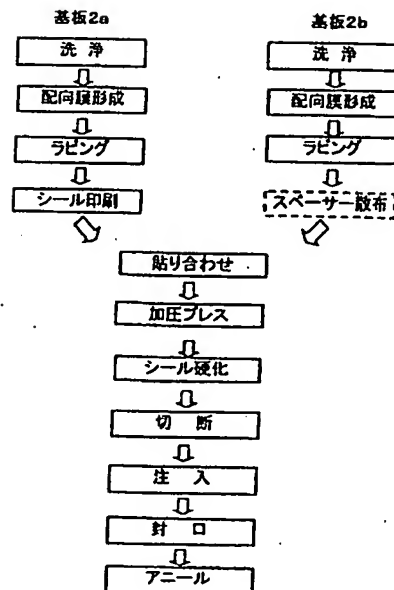 基板2a
洗浄
配向膜形成
ラビング
シール印刷
基板2b
洗浄
配向膜形成
ラビング
スペーサー散布
貼り合わせ
加圧プレス
シール硬化
切断
注入
封口
アニール